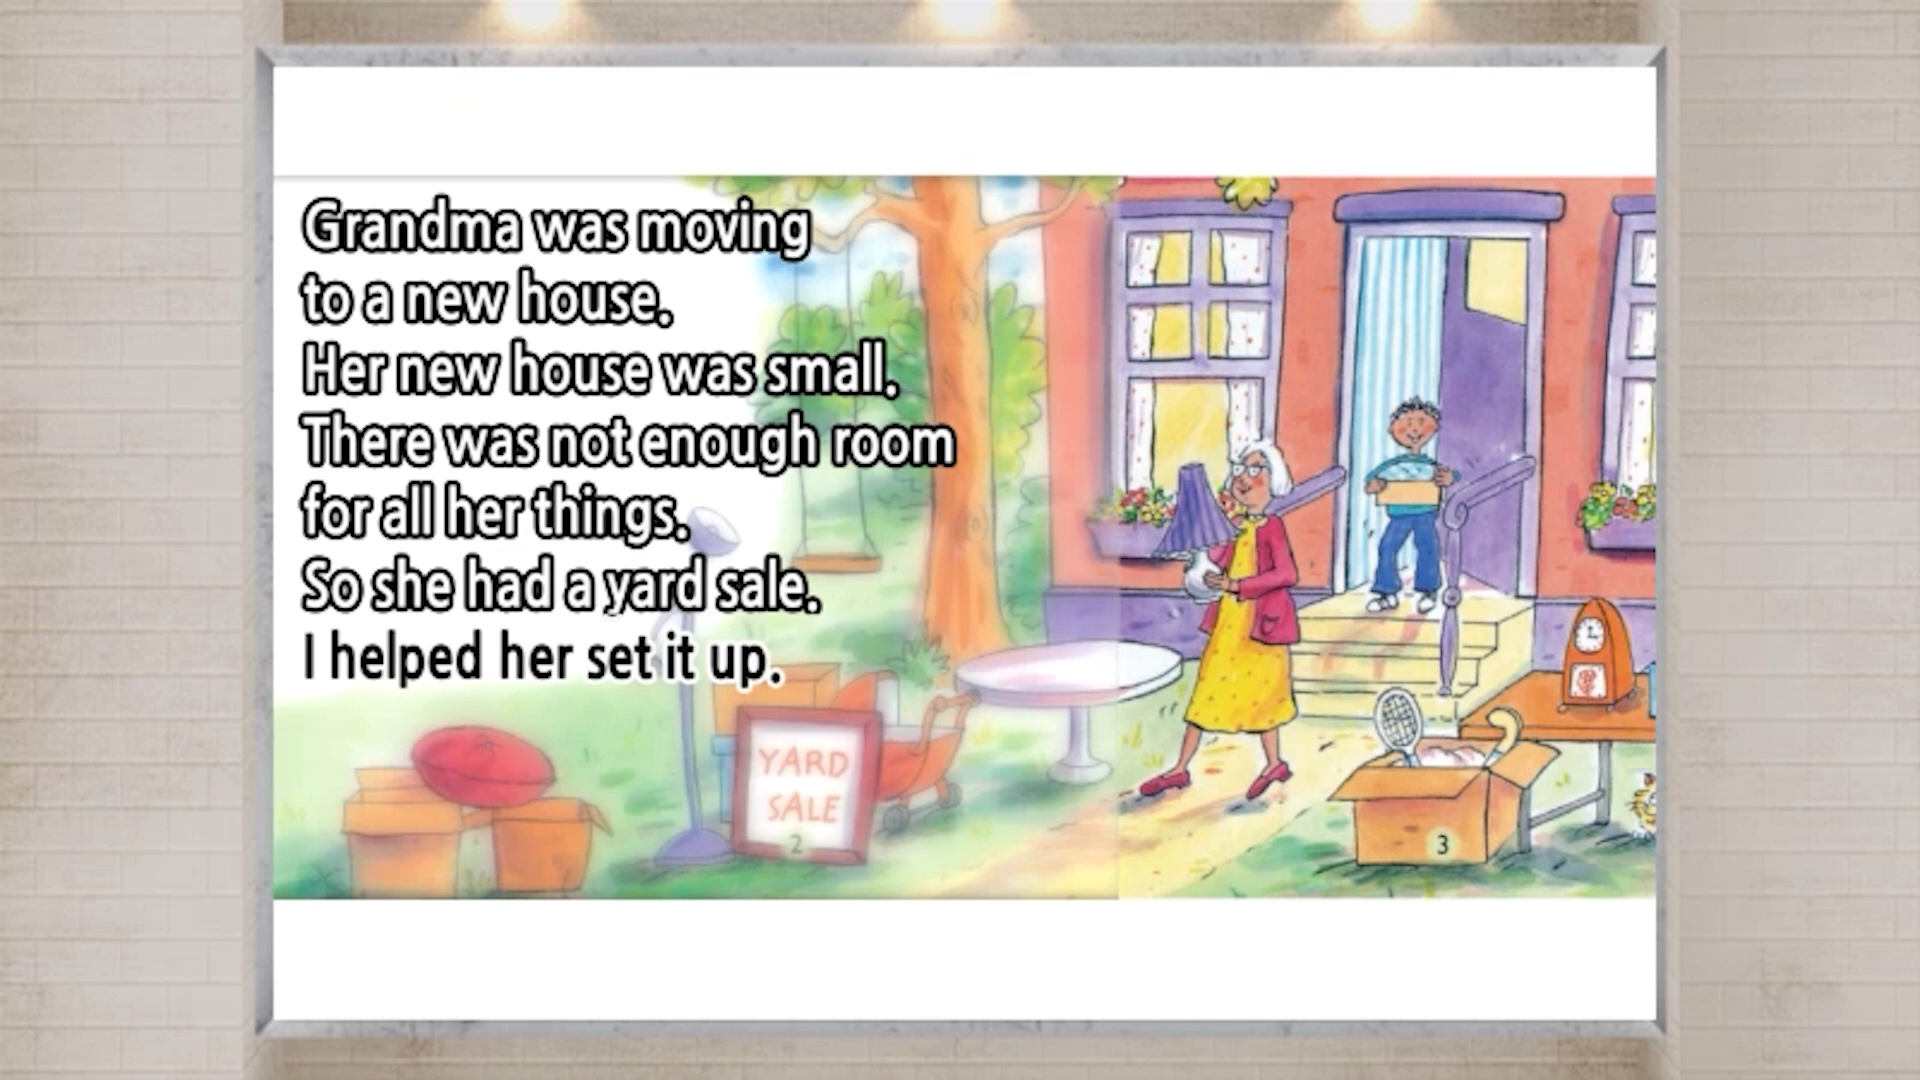 Grandma was moving
to a new house.
Her new house was small.
There was not enough room
for all her things.
So she had a yard sale.
I helped her set it up.
YARD
SALE
2
3